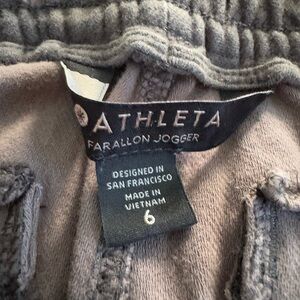 ATHLETA
FARALLON JOGGER
DESIGNED IN
SAN FRANCISCO
MADE IN
VIETNAM
6